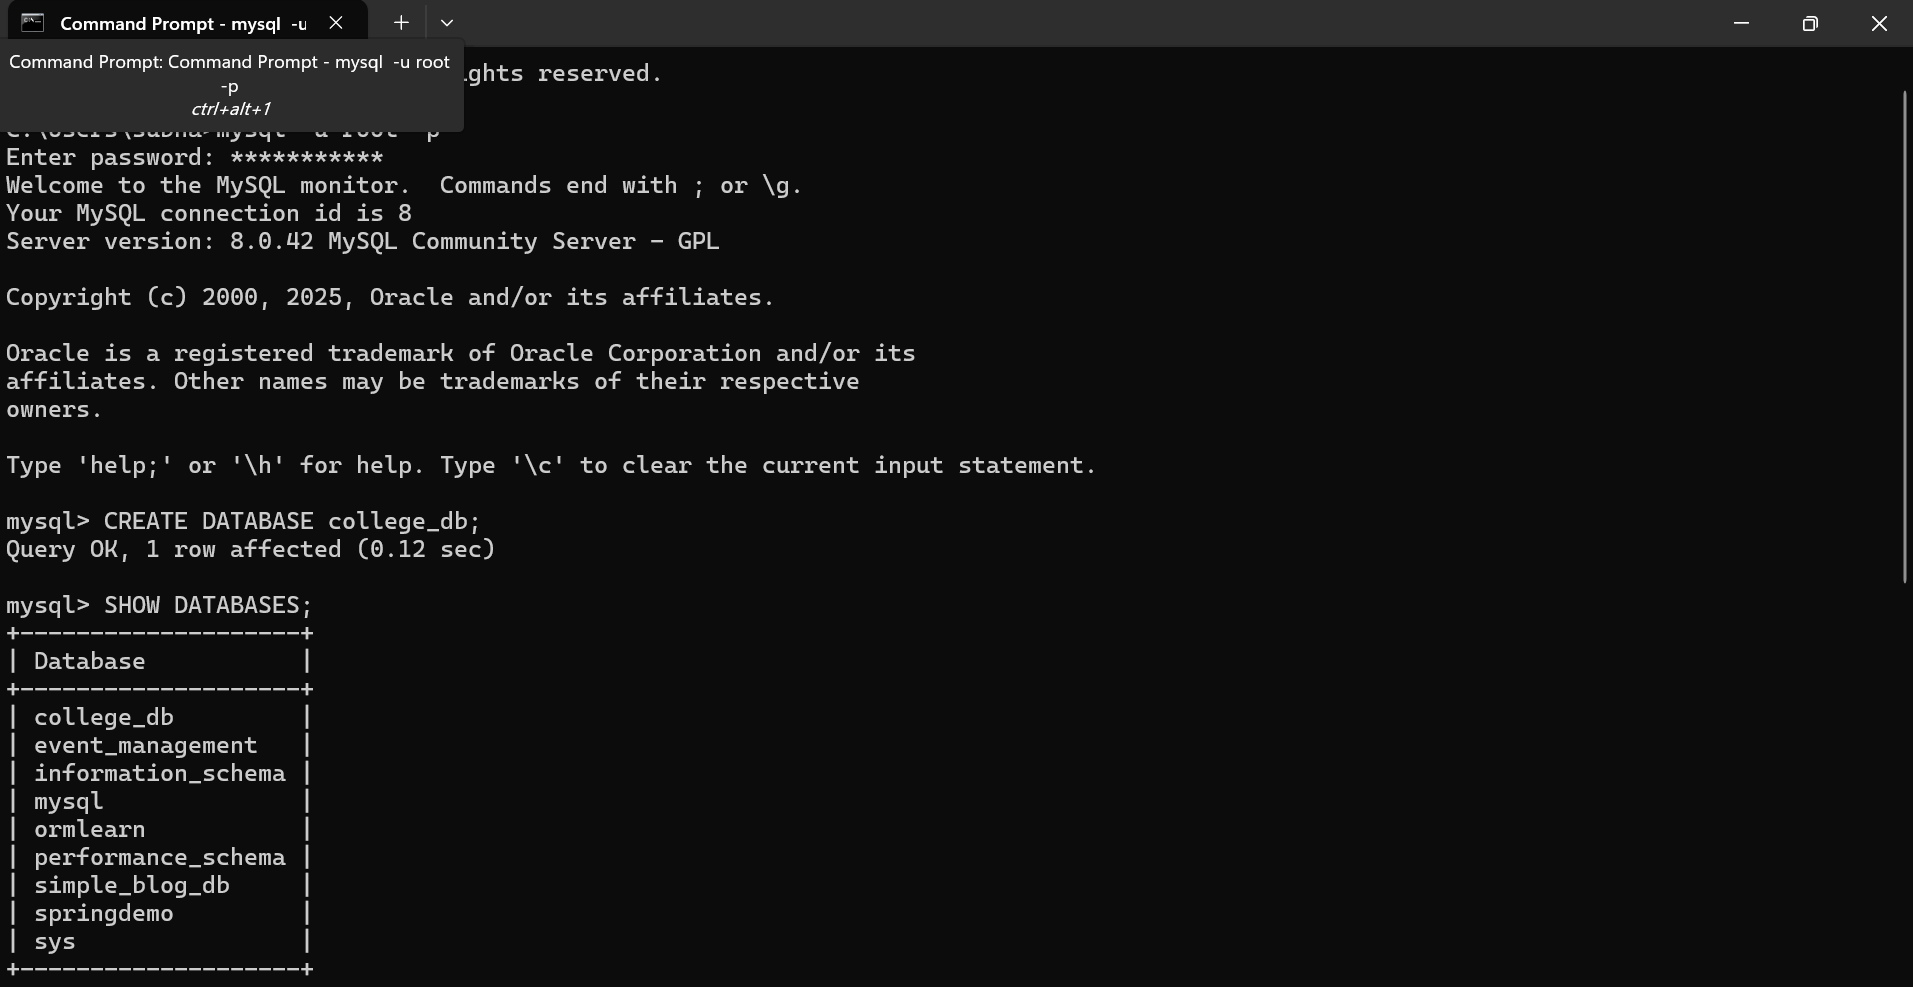 Command Prompt - mysql  -u
Command Prompt: Command Prompt - mysql  -u root
-p
ctrl+alt+1
ghts reserved.
C:\Users\subha>mysql -u root -p
Enter password: ***********
Welcome to the MySQL monitor.  Commands end with ; or \g.
Your MySQL connection id is 8
Server version: 8.0.42 MySQL Community Server - GPL
Copyright (c) 2000, 2025, Oracle and/or its affiliates.
Oracle is a registered trademark of Oracle Corporation and/or its
affiliates. Other names may be trademarks of their respective
owners.
Type 'help;' or '\h' for help. Type '\c' to clear the current input statement.
mysql> CREATE DATABASE college_db;
Query OK, 1 row affected (0.12 sec)
mysql> SHOW DATABASES;
+--------------------+
| Database           |
+--------------------+
| college_db         |
| event_management   |
| information_schema |
| mysql              |
| ormlearn           |
| performance_schema |
| simple_blog_db     |
| springdemo         |
| sys                |
+--------------------+